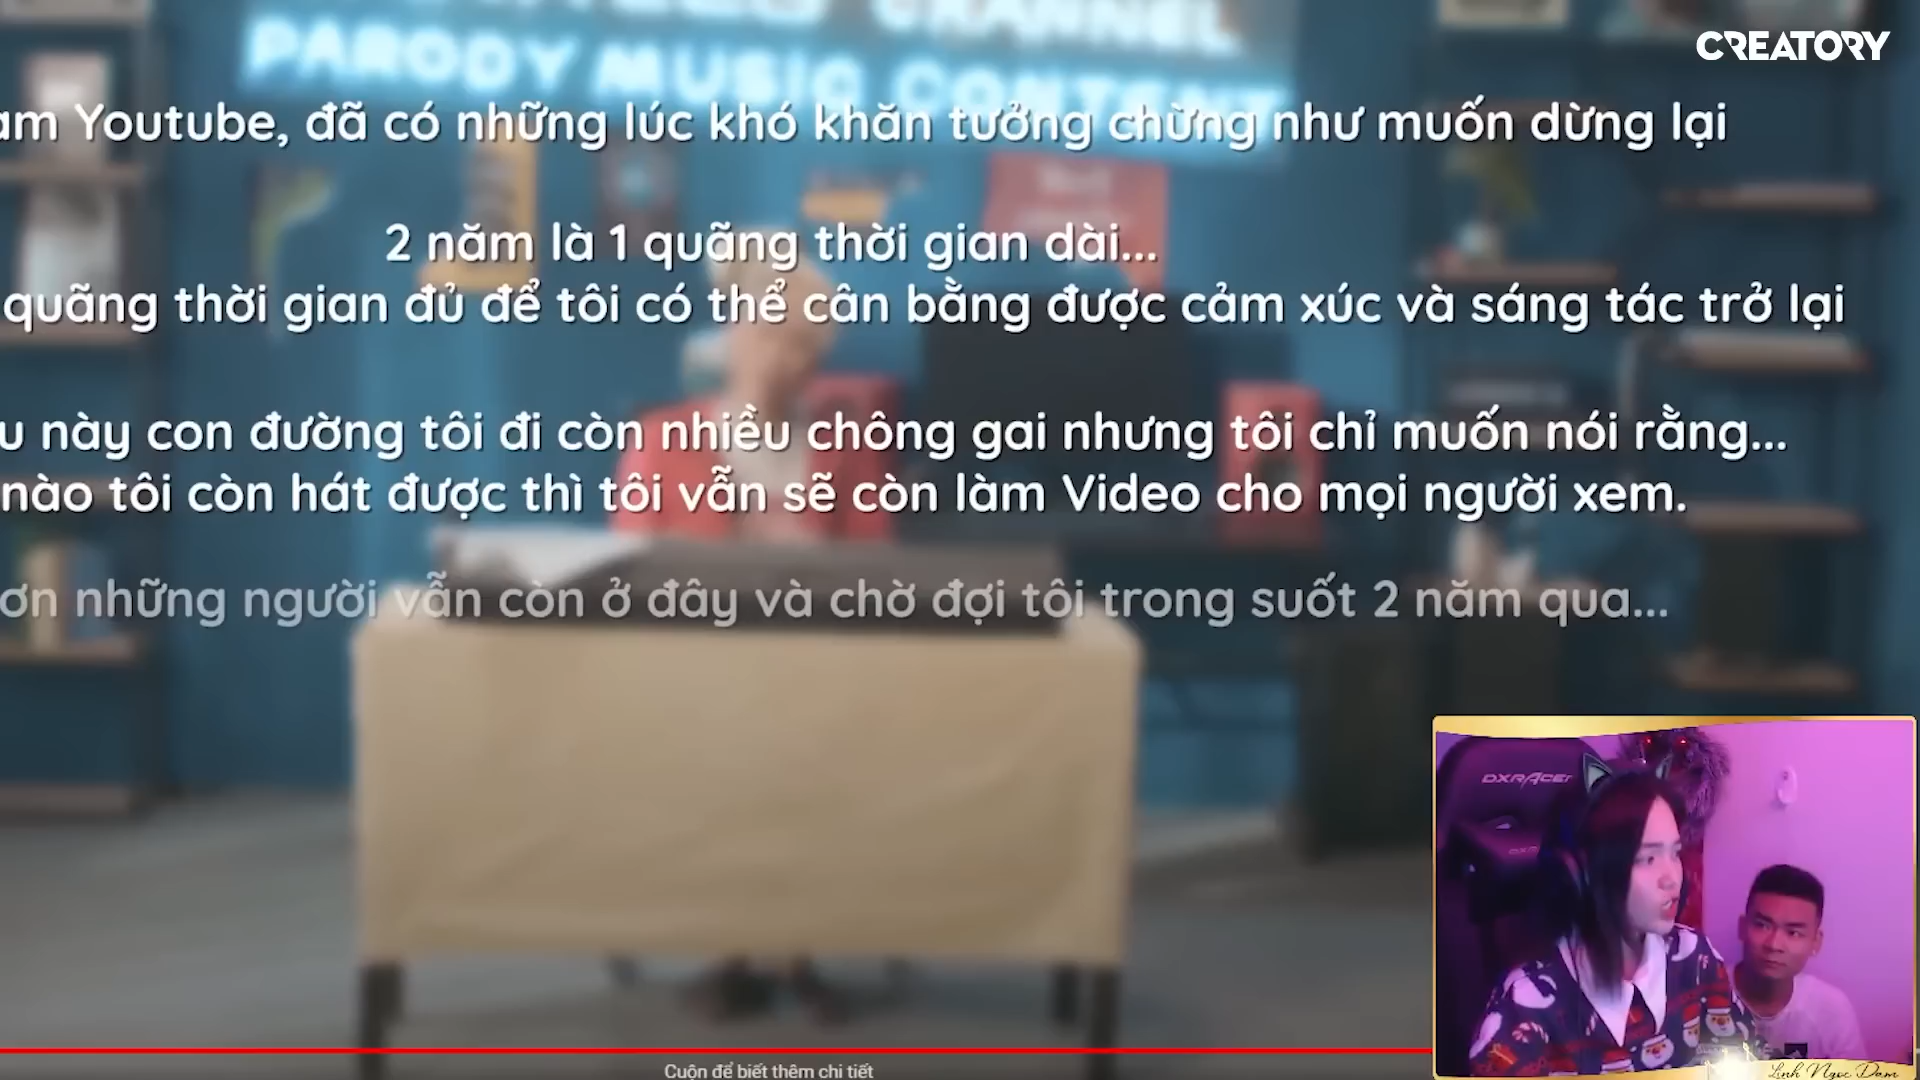 CREATORY
CHANNEL
PARODY MUSIC CONTENT
am Youtube, đã có những lúc khó khăn tưởng chừng như muốn dừng lại
2 năm là 1 quãng thời gian dài...
quãng thời gian đủ để tôi có thể cân bằng được cảm xúc và sáng tác trở lại
u này con đường tôi đi còn nhiều chông gai nhưng tôi chỉ muốn nói rằng...
nào tôi còn hát được thì tôi vẫn sẽ còn làm Video cho mọi người xem.
ơn những người vẫn còn ở đây và chờ đợi tôi trong suốt 2 năm qua...
DXRACER
Cuộn để biết thêm chi tiết
Linh Ngọc Đàm